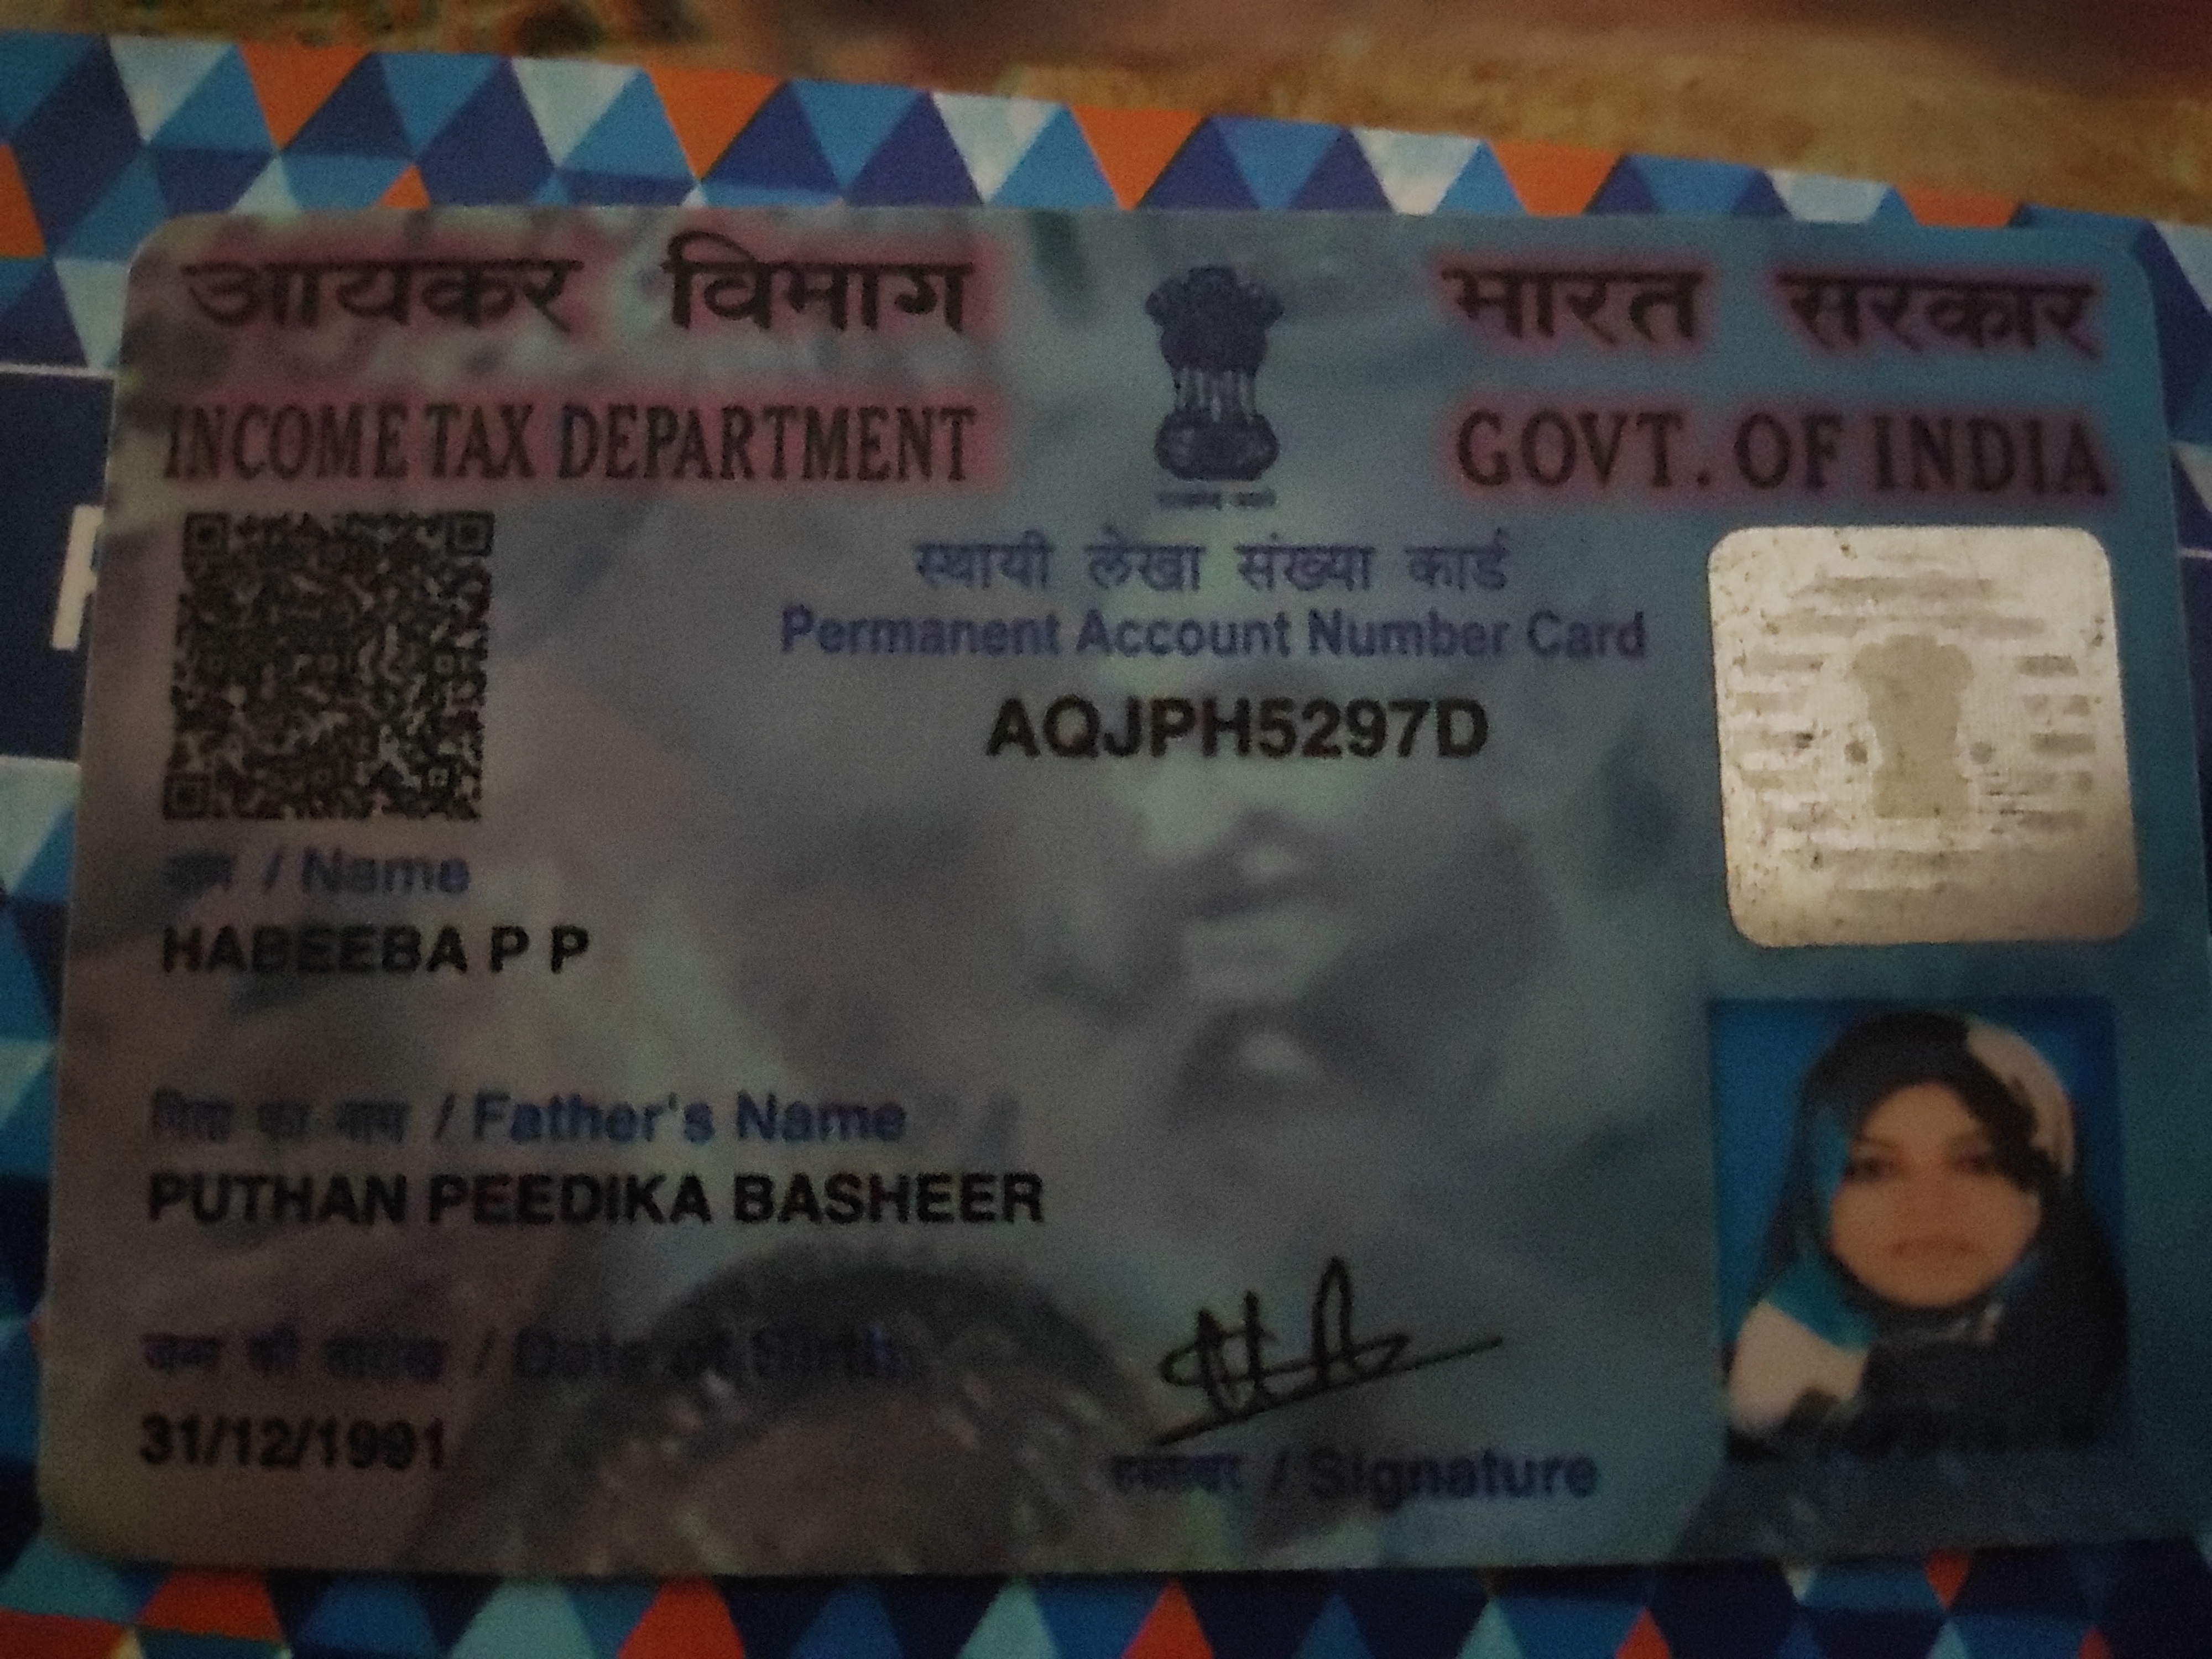 आयकर विभाग
INCOME TAX DEPARTMENT
भारत सरकार
GOVT. OF INDIA
स्थायी लेखा संख्या कार्ड
Permanent Account Number Card
AQJPH5297D
नाम / Name
HABEEBA P P
पिता का नाम / Father's Name
PUTHAN PEEDIKA BASHEER
जन्म की तारीख / Date of Birth
31/12/1991
हस्ताक्षर / Signature